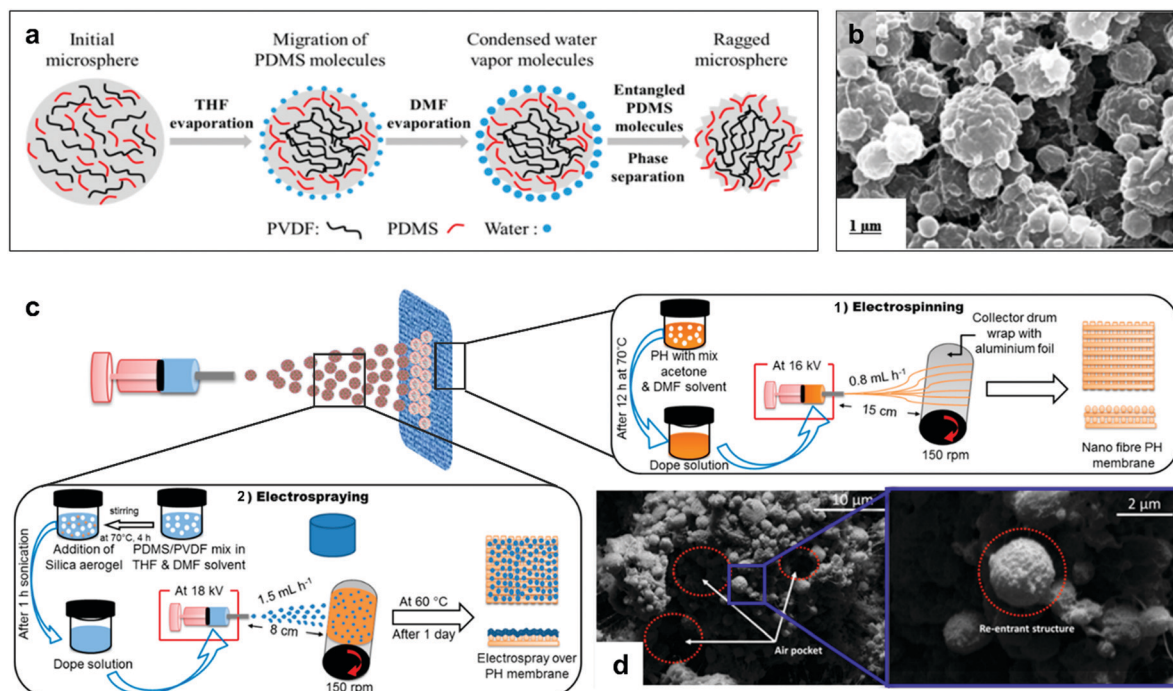 a
Initial
microsphere
Migration of
PDMS molecules
Condensed water
vapor molecules
Ragged
microsphere
THF
evaporation
DMF
evaporation
Entangled
PDMS
molecules
Phase
separation
PVDF:
PDMS
Water :
b
1 μm
c
1) Electrospinning
PH with mix
acetone
& DMF solvent
After 12 h at 70°C
Dope solution
At 16 kV
0.8 mL h-1
15 cm
Collector drum
wrap with
aluminium foil
150 rpm
Nano fibre PH
membrane
2) Electrospraying
stirring
at 70°C, 4 h
Addition of
Silica aerogel
PDMS/PVDF mix in
THF & DMF solvent
After 1 h sonication
Dope solution
At 18 kV
1.5 mL h-1
8 cm
150 rpm
At 60 °C
After 1 day
Electrospray over
PH membrane
d
10 μm
Air pocket
2 μm
Re-entrant structure